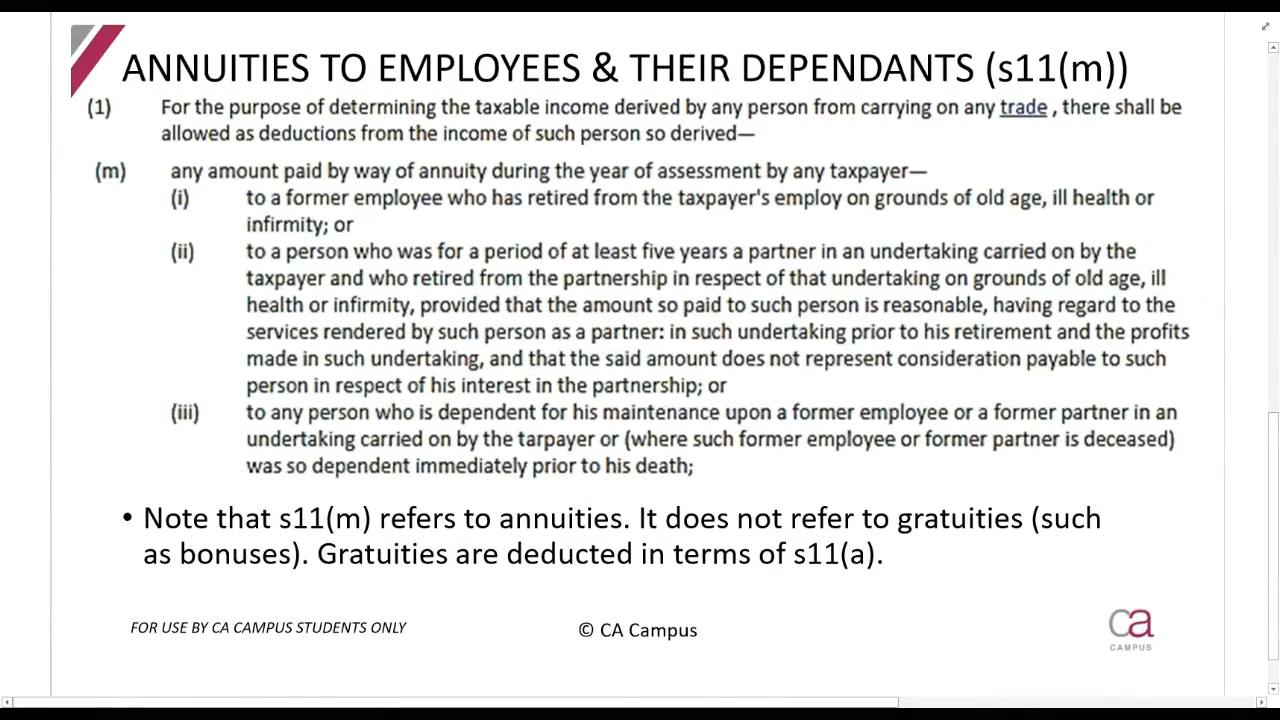 ANNUITIES TO EMPLOYEES & THEIR DEPENDANTS (s11(m))
(1) For the purpose of determining the taxable income derived by any person from carrying on any trade , there shall be
allowed as deductions from the income of such person so derived—
(m) any amount paid by way of annuity during the year of assessment by any taxpayer—
(i) to a former employee who has retired from the taxpayer's employ on grounds of old age, ill health or
infirmity; or
(ii) to a person who was for a period of at least five years a partner in an undertaking carried on by the
taxpayer and who retired from the partnership in respect of that undertaking on grounds of old age, ill
health or infirmity, provided that the amount so paid to such person is reasonable, having regard to the
services rendered by such person as a partner: in such undertaking prior to his retirement and the profits
made in such undertaking, and that the said amount does not represent consideration payable to such
person in respect of his interest in the partnership; or
(iii) to any person who is dependent for his maintenance upon a former employee or a former partner in an
undertaking carried on by the tarpayer or (where such former employee or former partner is deceased)
was so dependent immediately prior to his death;
• Note that s11(m) refers to annuities. It does not refer to gratuities (such
as bonuses). Gratuities are deducted in terms of s11(a).
FOR USE BY CA CAMPUS STUDENTS ONLY
© CA Campus
ca
CAMPUS